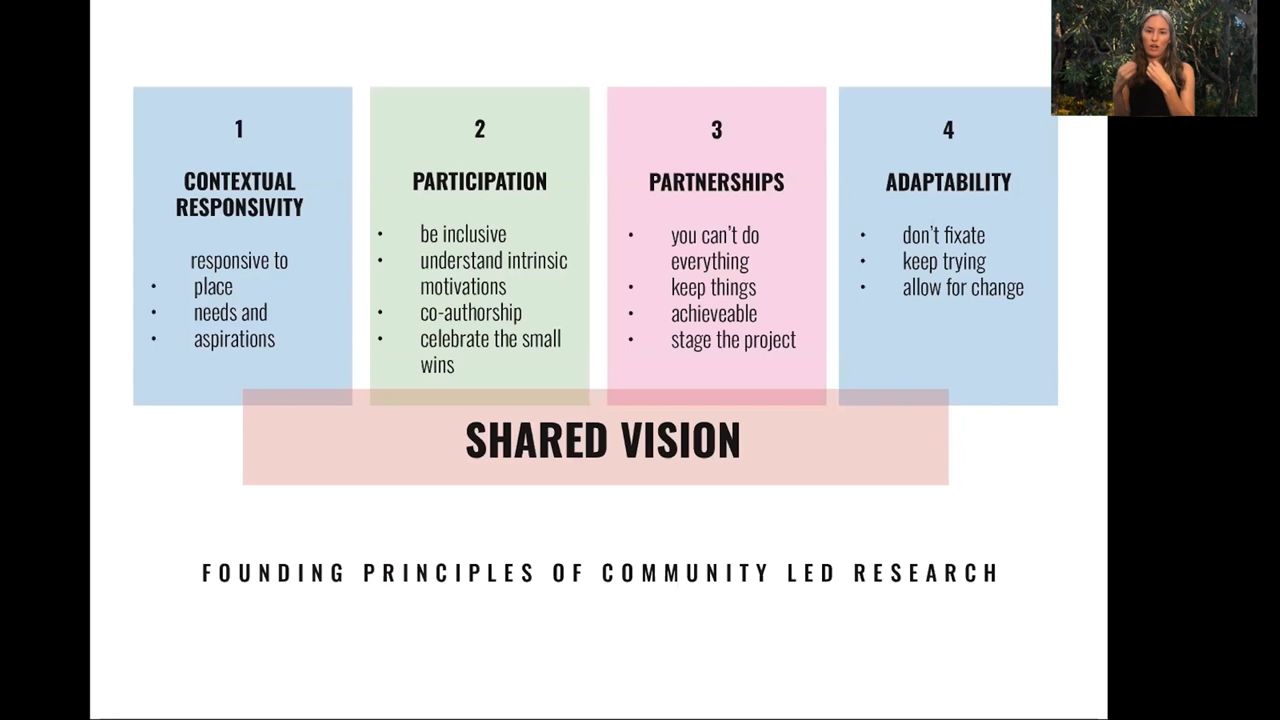 1
CONTEXTUAL
RESPONSIVITY
responsive to
• place
• needs and
• aspirations
2
PARTICIPATION
• be inclusive
• understand intrinsic
motivations
• co-authorship
• celebrate the small
wins
3
PARTNERSHIPS
• you can't do
everything
• keep things
• achieveable
• stage the project
4
ADAPTABILITY
• don't fixate
• keep trying
• allow for change
SHARED VISION
FOUNDING PRINCIPLES OF COMMUNITY LED RESEARCH